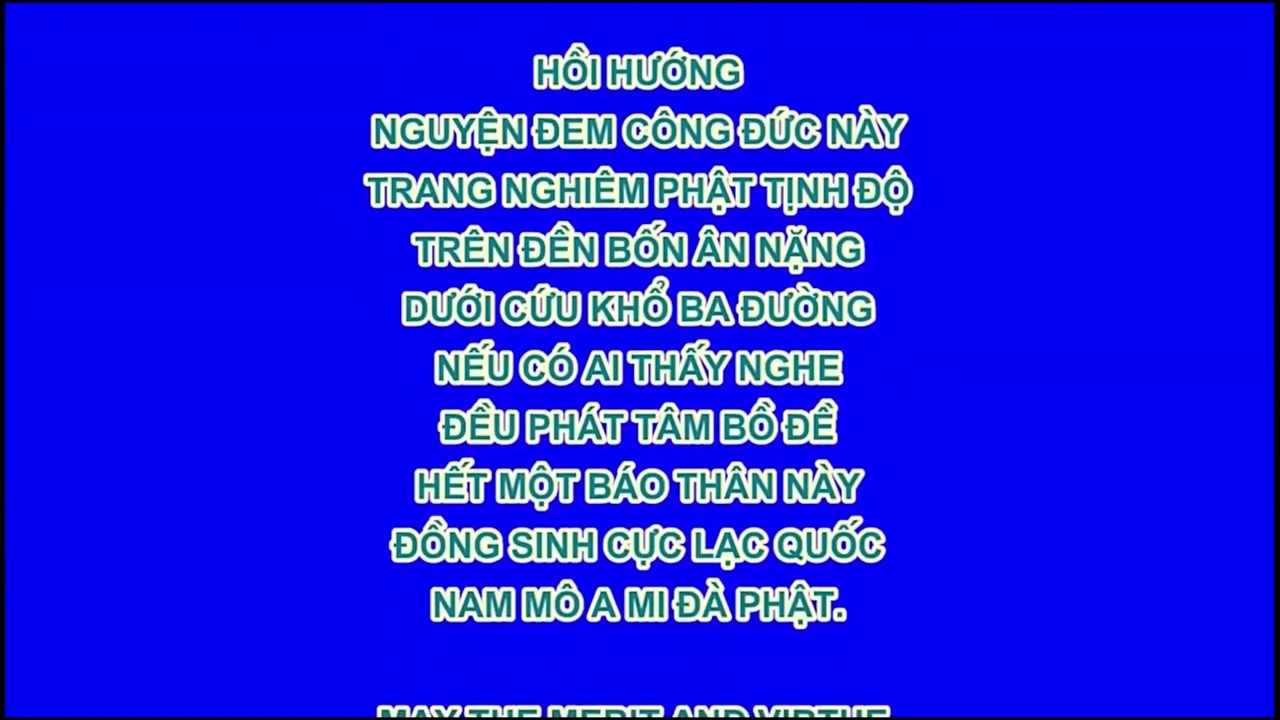 HỒI HƯỚNG
NGUYỆN ĐEM CÔNG ĐỨC NÀY
TRANG NGHIÊM PHẬT TỊNH ĐỘ
TRÊN ĐỀN BỐN ÂN NẶNG
DƯỚI CỨU KHỔ BA ĐƯỜNG
NẾU CÓ AI THẤY NGHE
ĐỀU PHÁT TÂM BỒ ĐỀ
HẾT MỘT BÁO THÂN NÀY
ĐỒNG SINH CỰC LẠC QUỐC
NAM MÔ A MI ĐÀ PHẬT.
MAY THE MERIT AND VIRTUE